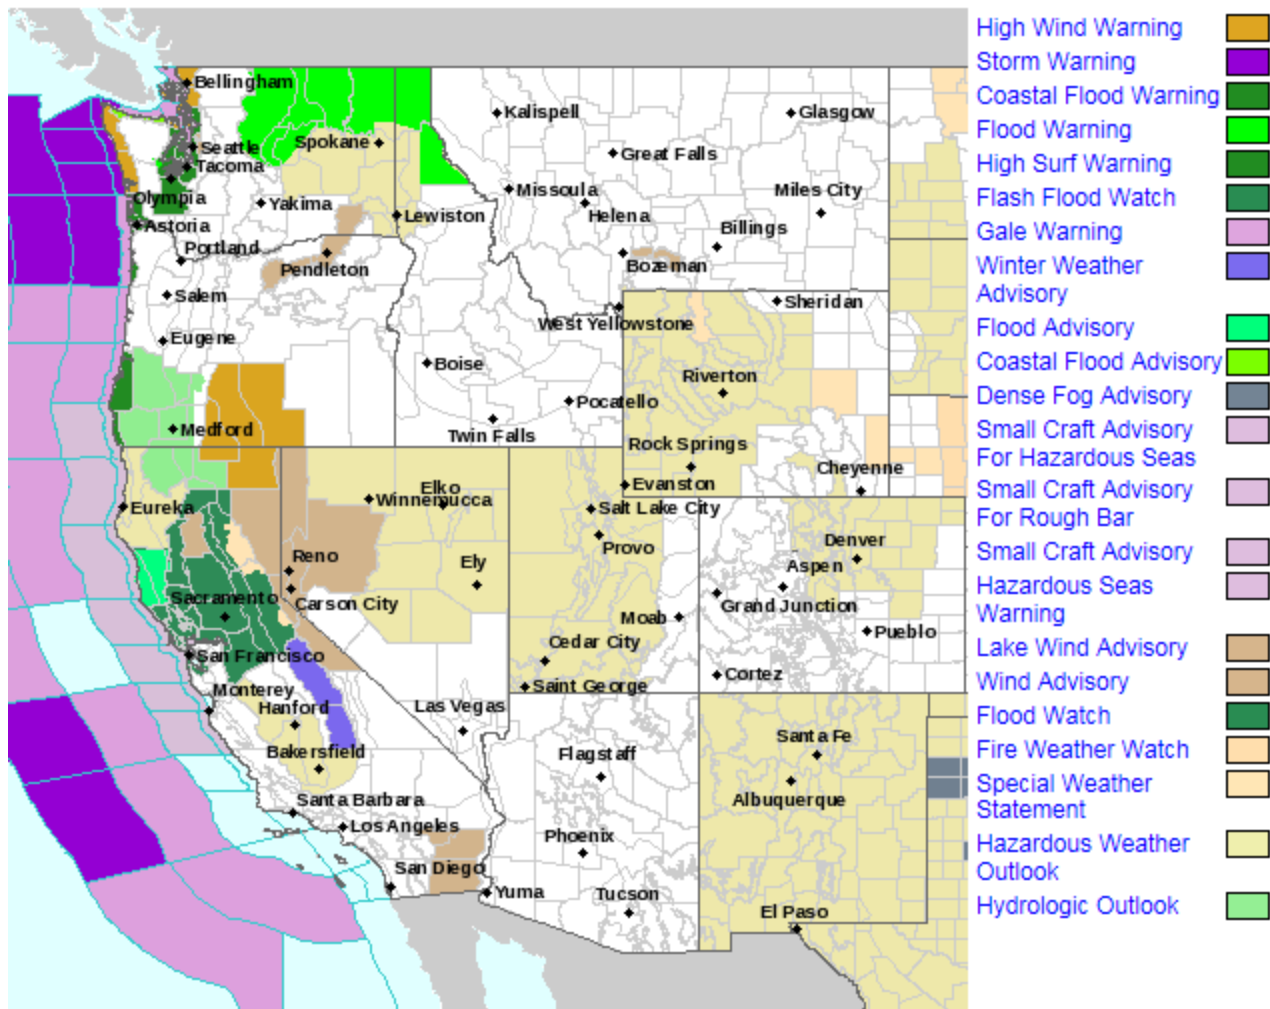 High Wind Warning
Storm Warning
Coastal Flood Warning
Flood Warning
High Surf Warning
Flash Flood Watch
Gale Warning
Winter Weather
Advisory
Flood Advisory
Coastal Flood Advisory
Dense Fog Advisory
Small Craft Advisory
For Hazardous Seas
Small Craft Advisory
For Rough Bar
Small Craft Advisory
Hazardous Seas
Warning
Lake Wind Advisory
Wind Advisory
Flood Watch
Fire Weather Watch
Special Weather
Statement
Hazardous Weather
Outlook
Hydrologic Outlook
Bellingham
Kalispell
Glasgow
Seattle
Spokane
Great Falls
Tacoma
Olympia
Yakima
Missoula
Miles City
Lewiston
Helena
Astoria
Billings
Portland
Pendleton
Bozeman
Salem
Sheridan
West Yellowstone
Eugene
Boise
Riverton
Pocatello
Medford
Twin Falls
Rock Springs
Cheyenne
Evanston
Elko
Winnemucca
Eureka
Salt Lake City
Provo
Denver
Reno
Ely
Aspen
Sacramento
Carson City
Grand Junction
Moab
Pueblo
San Francisco
Cedar City
Cortez
Saint George
Monterey
Hanford
Las Vegas
Bakersfield
Flagstaff
Santa Fe
Albuquerque
Santa Barbara
Los Angeles
Phoenix
San Diego
Yuma
Tucson
El Paso